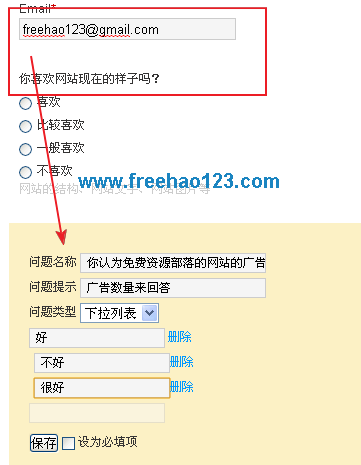 Email*
freehao123@gmail.com
你喜欢网站现在的样子吗？
喜欢
比较喜欢
一般喜欢
不喜欢
网站的结构、网站文字、网站图片等
www.freehao123.com
问题名称 你认为免费资源部落的网站的广告
问题提示 广告数量来回答
问题类型 下拉列表
好 删除
不好 删除
很好 删除
保存 设为必填项